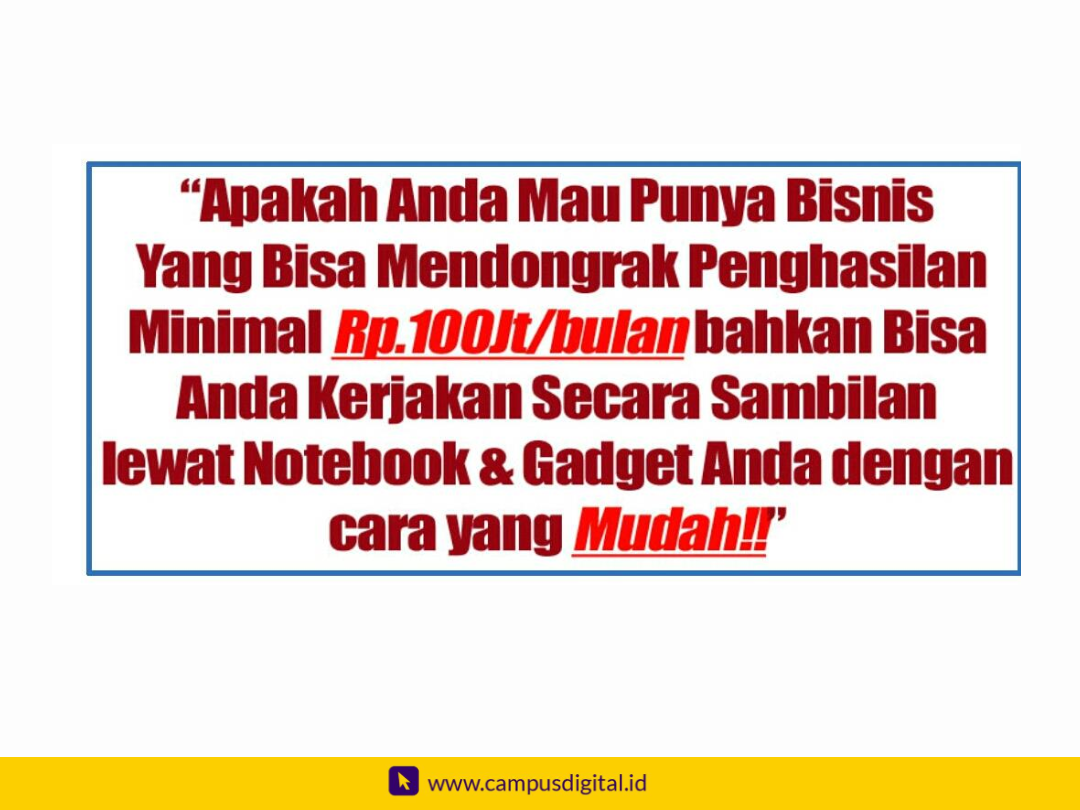 “Apakah Anda Mau Punya Bisnis
Yang Bisa Mendongrak Penghasilan
Minimal Rp.100Jt/bulan bahkan Bisa
Anda Kerjakan Secara Sambilan
lewat Notebook & Gadget Anda dengan
cara yang Mudah!!”
www.campusdigital.id